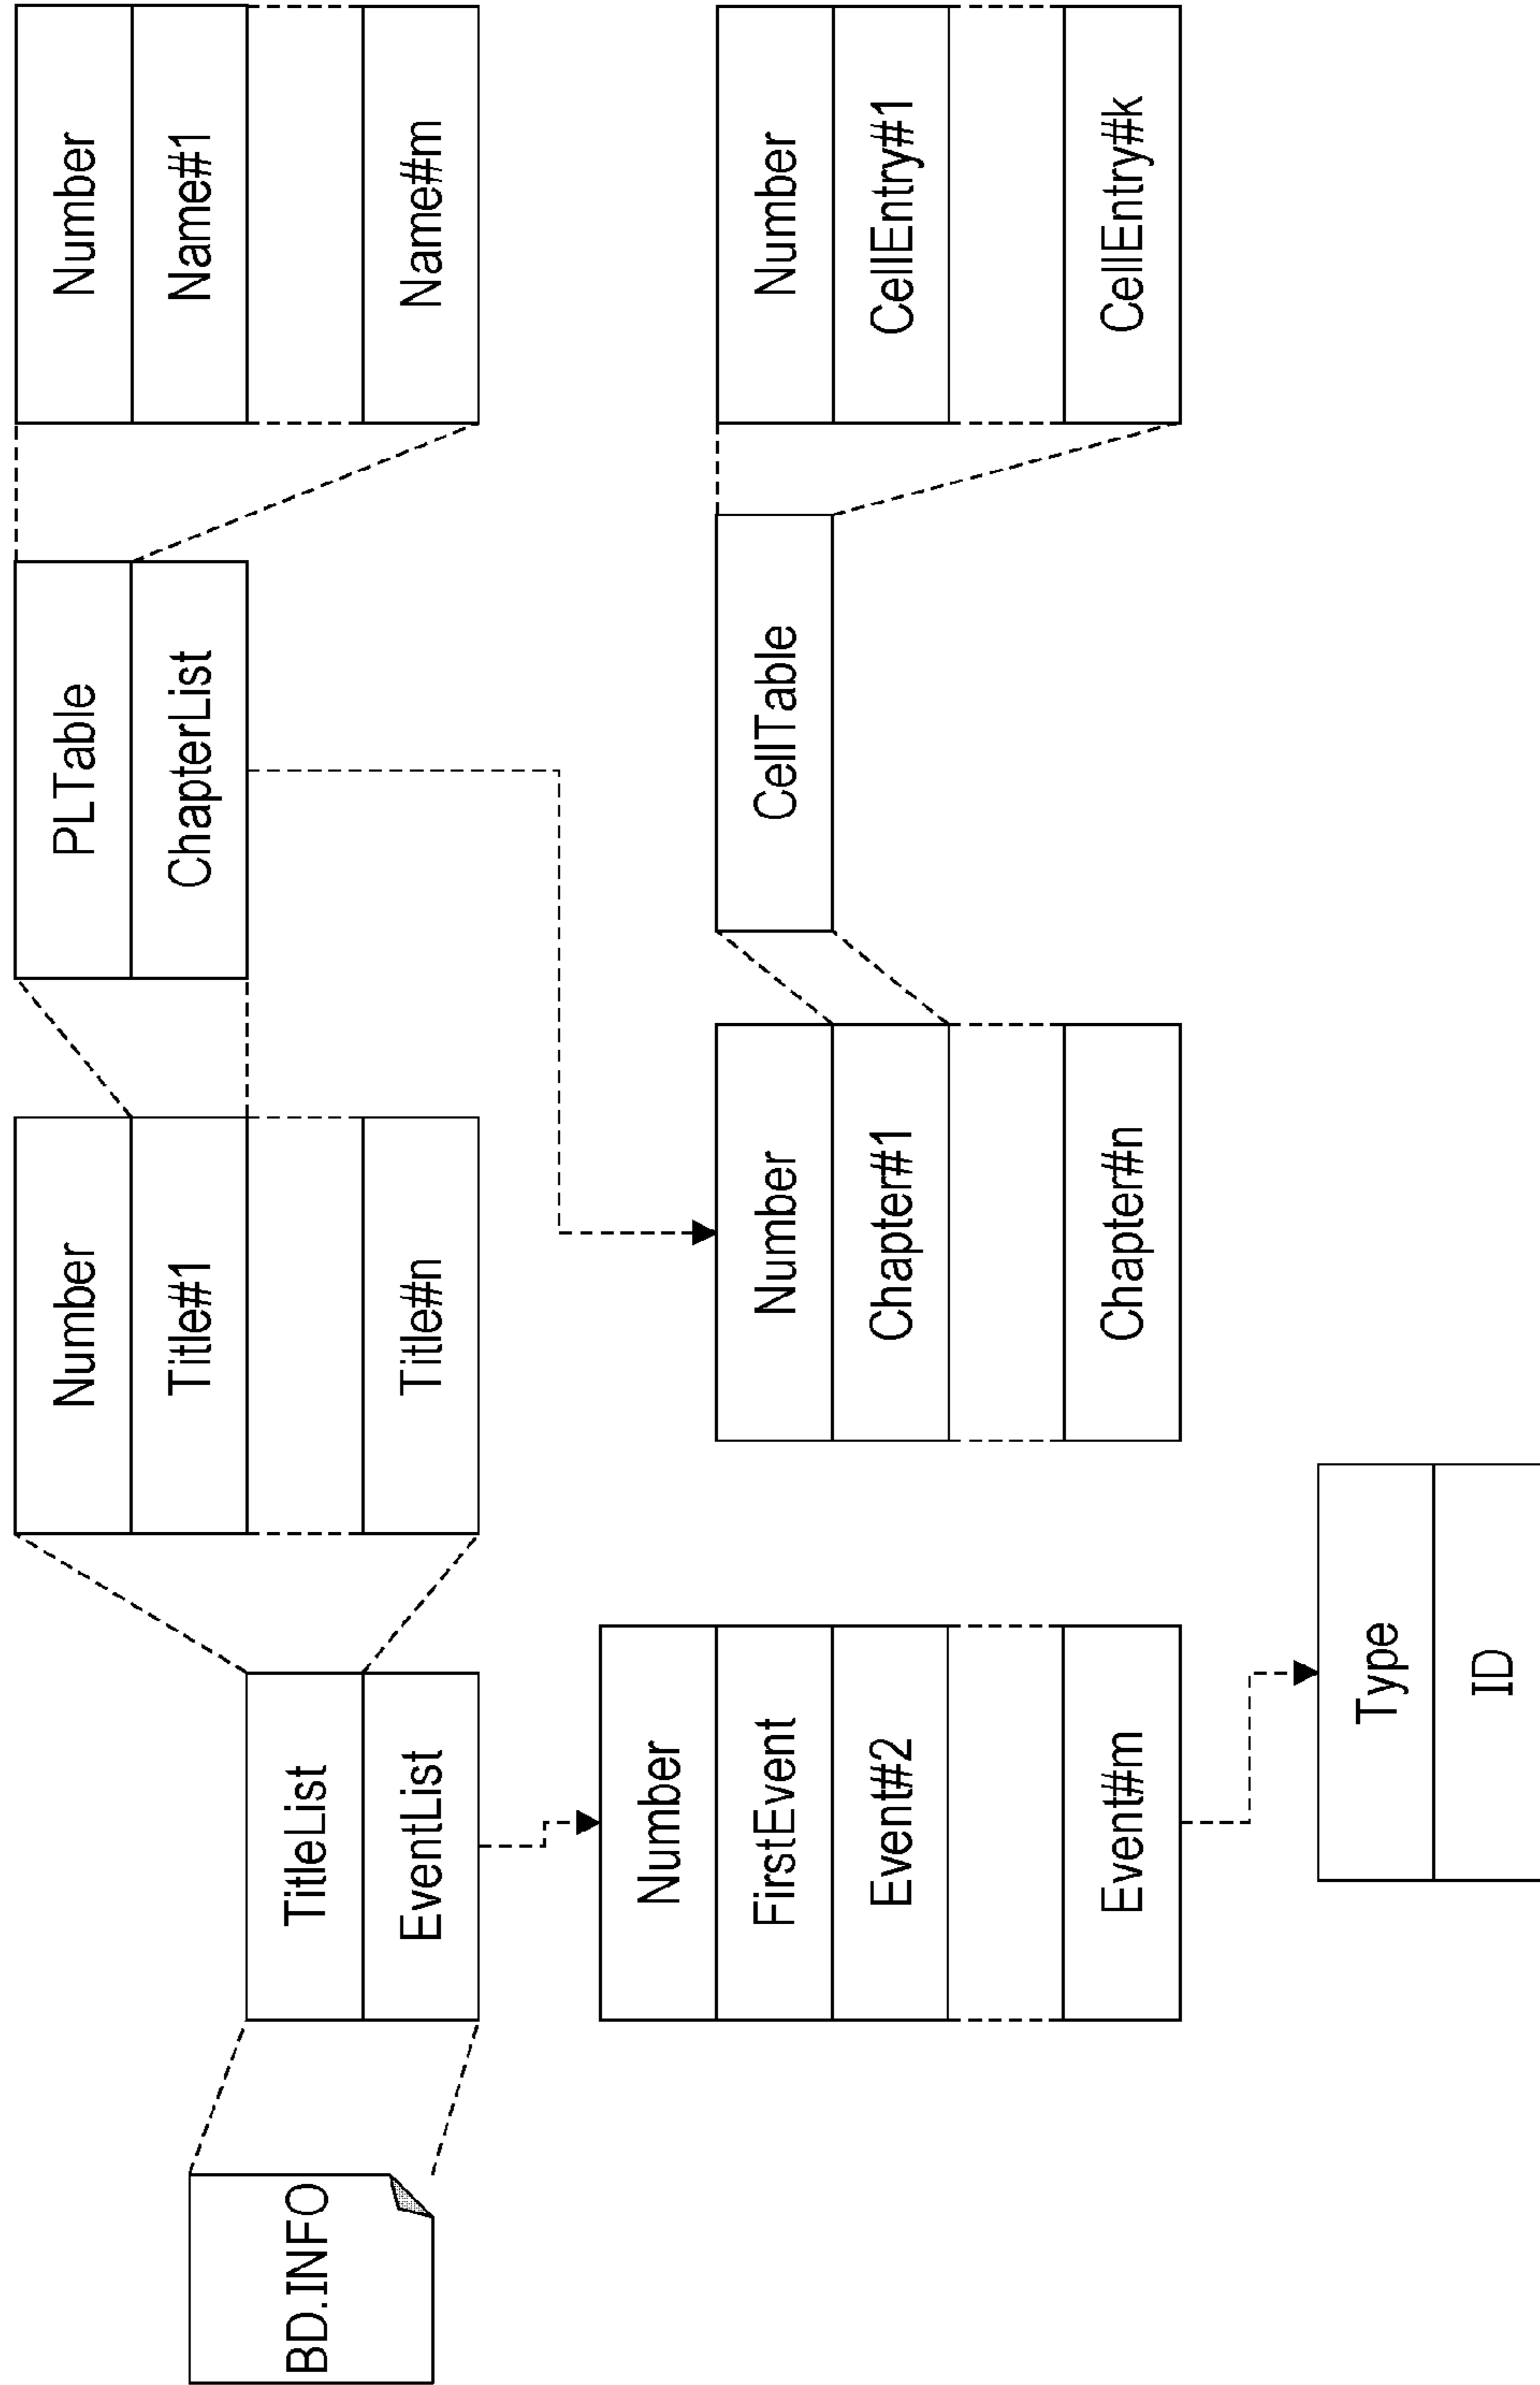 BD.INFO
TitleList
EventList
Number
Title#1
Title#n
PLTable
ChapterList
Number
Name#1
Name#m
Number
FirstEvent
Event#2
Event#m
Type
ID
Number
Chapter#1
Chapter#n
CellTable
Number
CellEntry#1
CellEntry#k